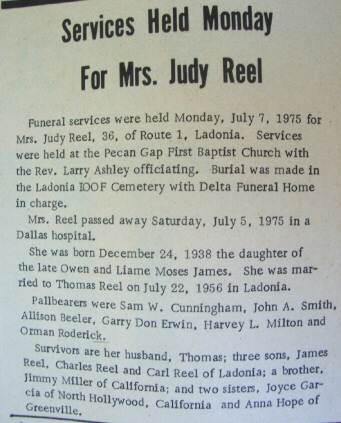 Services Held Monday
For Mrs. Judy Reel
Funeral services were held Monday, July 7, 1975 for
Mrs. Judy Reel, 36, of Route 1, Ladonia. Services
were held at the Pecan Gap First Baptist Church with
the Rev. Larry Ashley officiating. Burial was made in
the Ladonia IOOF Cemetery with Delta Funeral Home
in charge.
Mrs. Reel passed away Saturday, July 5, 1975 in a
Dallas hospital.
She was born December 24, 1938 the daughter of
the late Owen and Liame Moses James. She was mar-
ried to Thomas Reel on July 22, 1956 in Ladonia.
Pallbearers were Sam W. Cunningham, John A. Smith,
Allison Beeler, Garry Don Erwin, Harvey L. Milton and
Orman Roderick.
Survivors are her husband, Thomas; three sons, James
Reel, Charles Reel and Carl Reel of Ladonia; a brother,
Jimmy Miller of California; and two sisters, Joyce Gar-
cia of North Hollywood, California and Anna Hope of
Greenville.